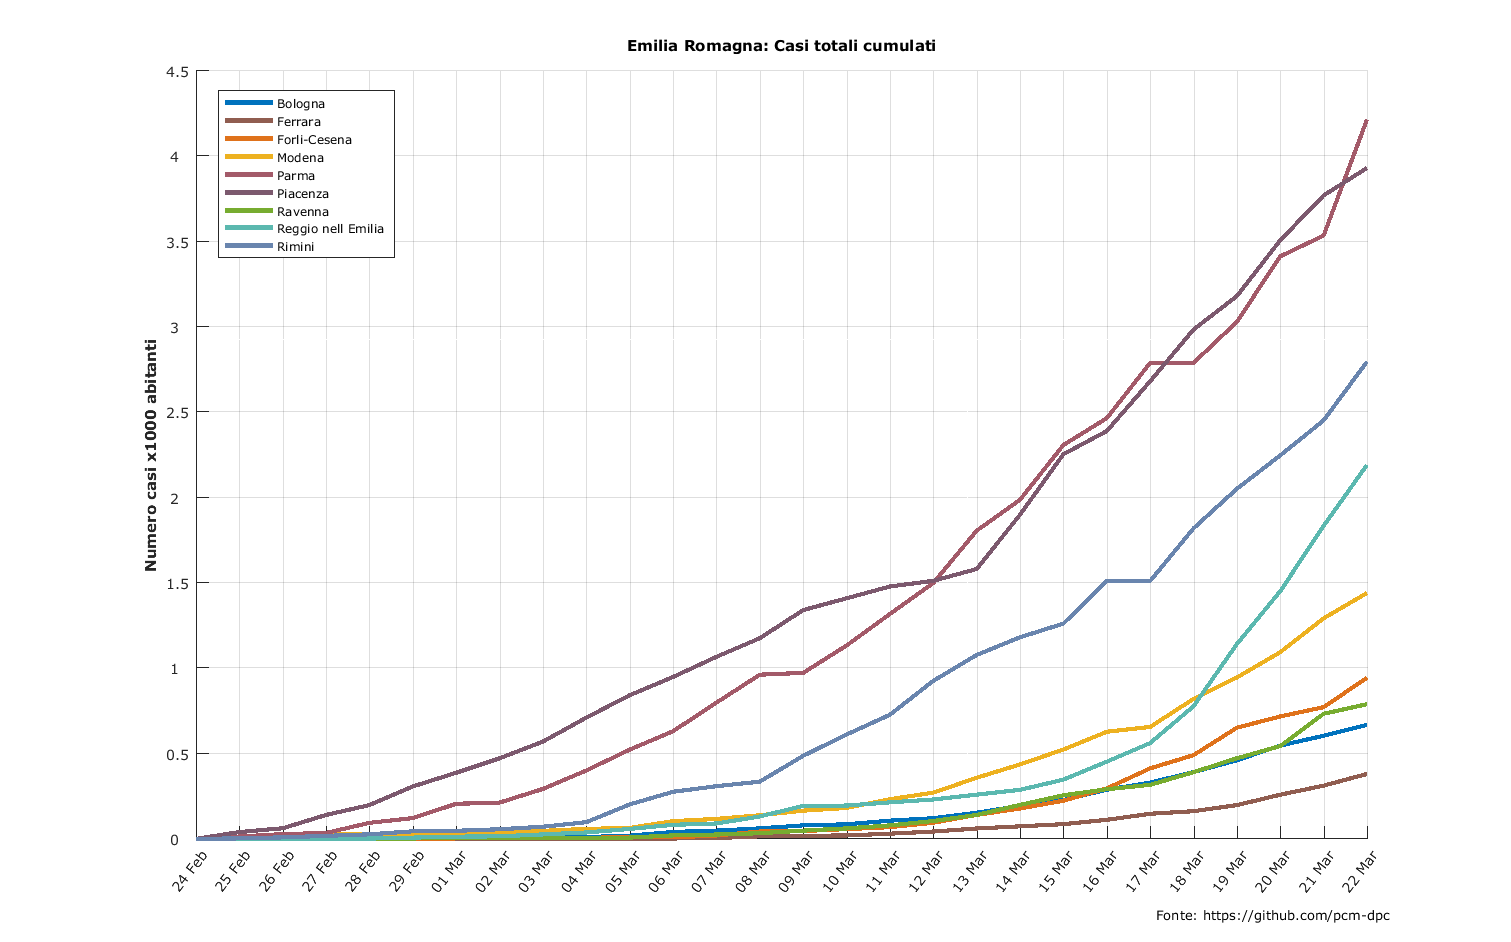 Emilia Romagna: Casi totali cumulati
4.5
4
3.5
3
2.5
2
1.5
1
0.5
0
Numero casi x1000 abitanti
Bologna
Ferrara
Forli-Cesena
Modena
Parma
Piacenza
Ravenna
Reggio nell Emilia
Rimini
24 Feb
25 Feb
26 Feb
27 Feb
28 Feb
29 Feb
01 Mar
02 Mar
03 Mar
04 Mar
05 Mar
06 Mar
07 Mar
08 Mar
09 Mar
10 Mar
11 Mar
12 Mar
13 Mar
14 Mar
15 Mar
16 Mar
17 Mar
18 Mar
19 Mar
20 Mar
21 Mar
22 Mar
Fonte: https://github.com/pcm-dpc